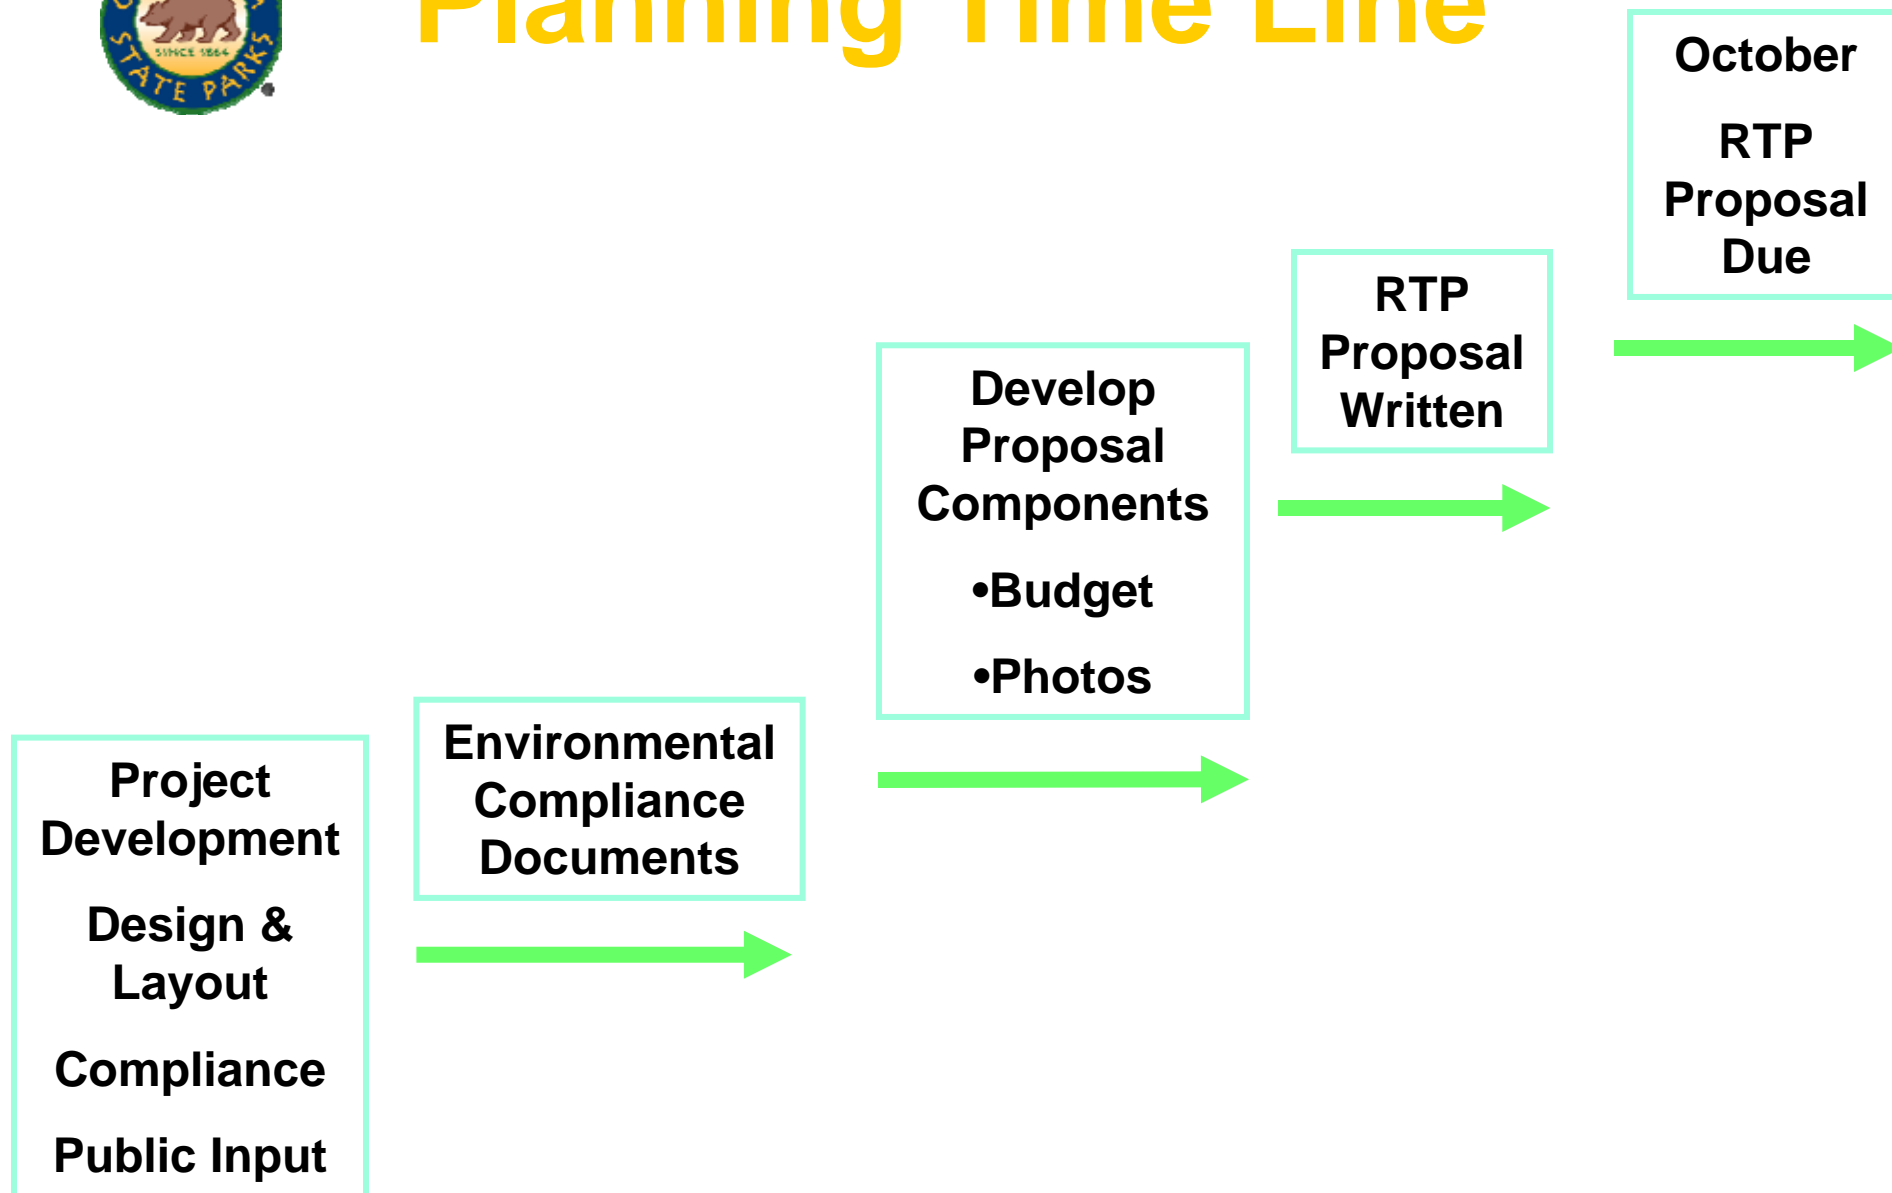 Planning Time Line
SINCE 1864
STATE PARKS
October
RTP
Proposal
Due
RTP
Proposal
Written
Develop
Proposal
Components
•Budget
•Photos
Environmental
Compliance
Documents
Project
Development
Design &
Layout
Compliance
Public Input